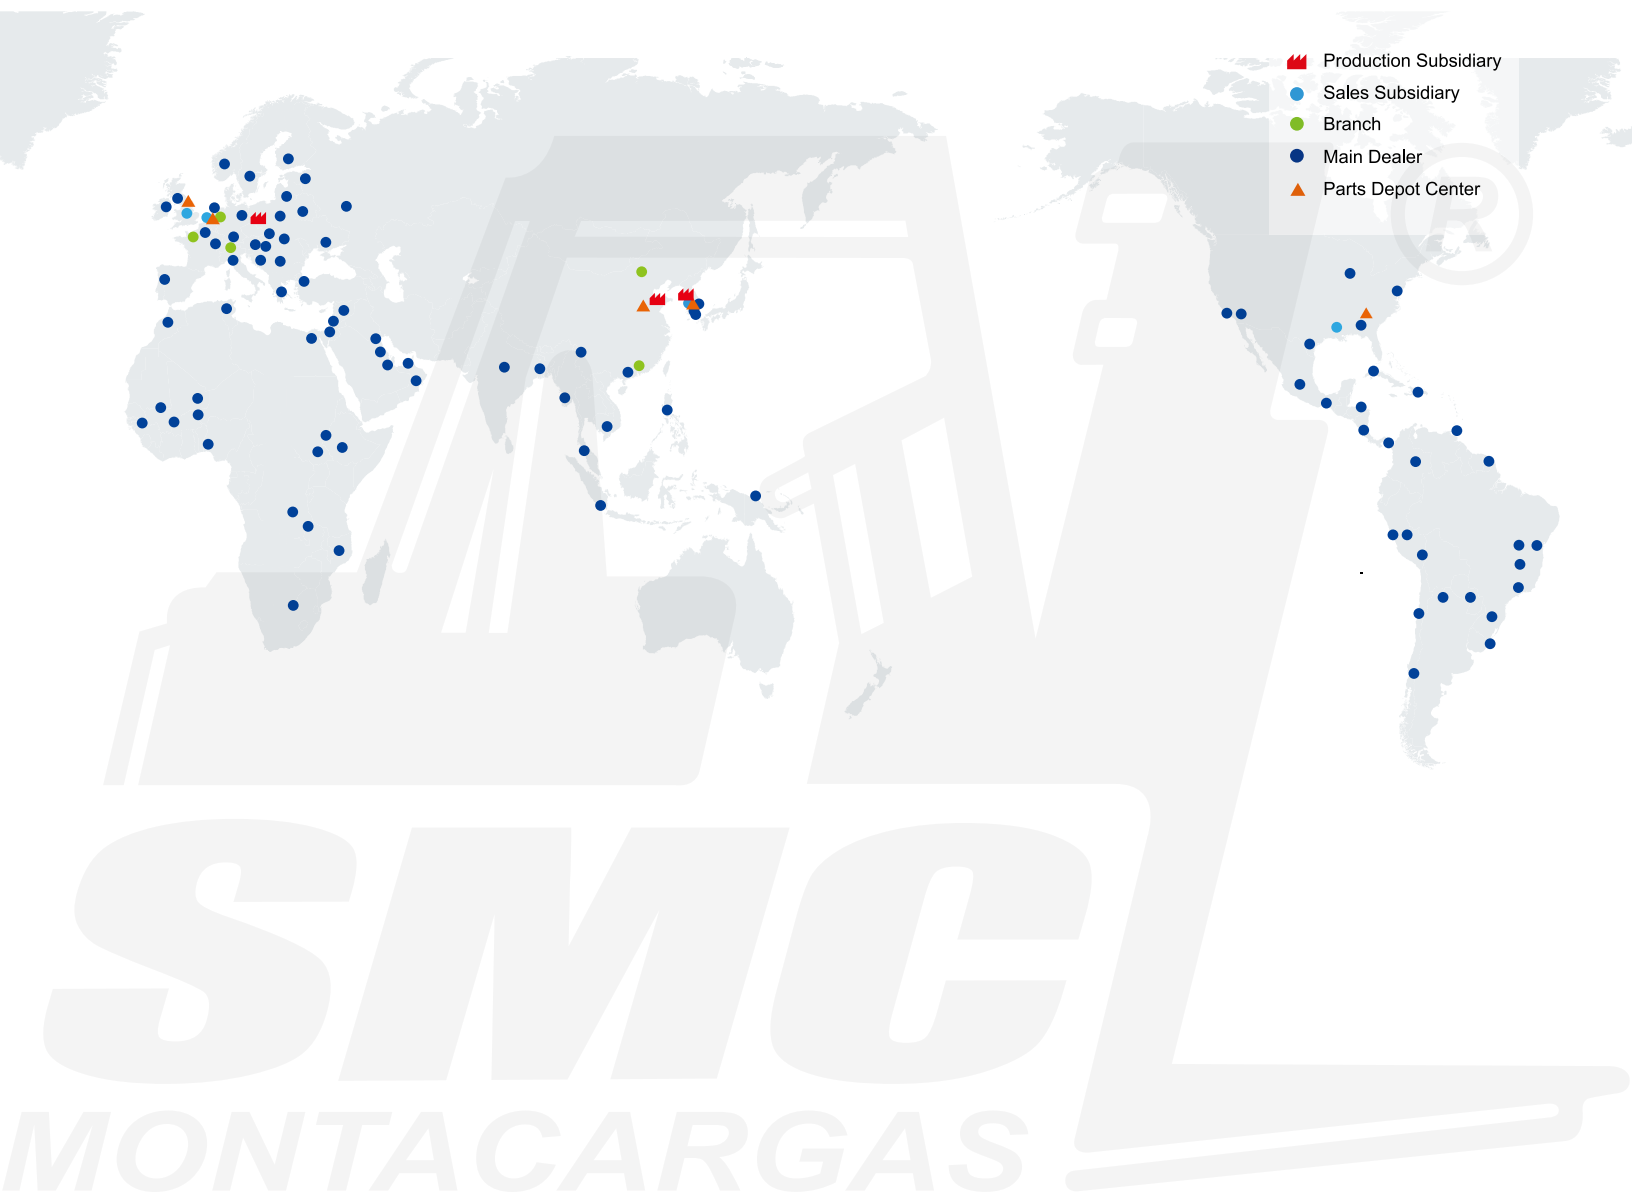 Production Subsidiary
Sales Subsidiary
Branch
Main Dealer
Parts Depot Center
®
SMC
MONTACARGAS